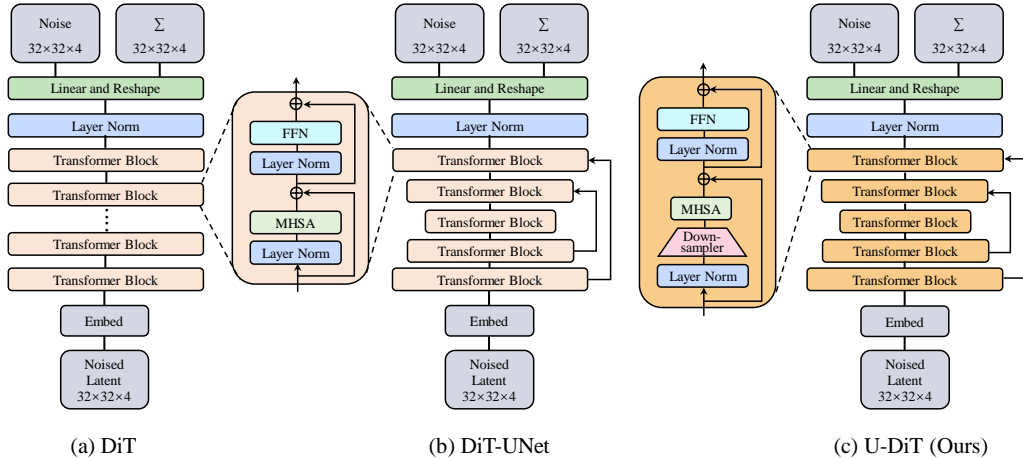 Noise
32×32×4
∑
32×32×4
Linear and Reshape
Layer Norm
Transformer Block
Transformer Block
Transformer Block
Transformer Block
Embed
Noised
Latent
32×32×4
(a) DiT
FFN
Layer Norm
MHSA
Layer Norm
Noise
32×32×4
∑
32×32×4
Linear and Reshape
Layer Norm
Transformer Block
Transformer Block
Transformer Block
Transformer Block
Transformer Block
Embed
Noised
Latent
32×32×4
(b) DiT-UNet
FFN
Layer Norm
MHSA
Down-
sampler
Layer Norm
Noise
32×32×4
∑
32×32×4
Linear and Reshape
Layer Norm
Transformer Block
Transformer Block
Transformer Block
Transformer Block
Transformer Block
Embed
Noised
Latent
32×32×4
(c) U-DiT (Ours)